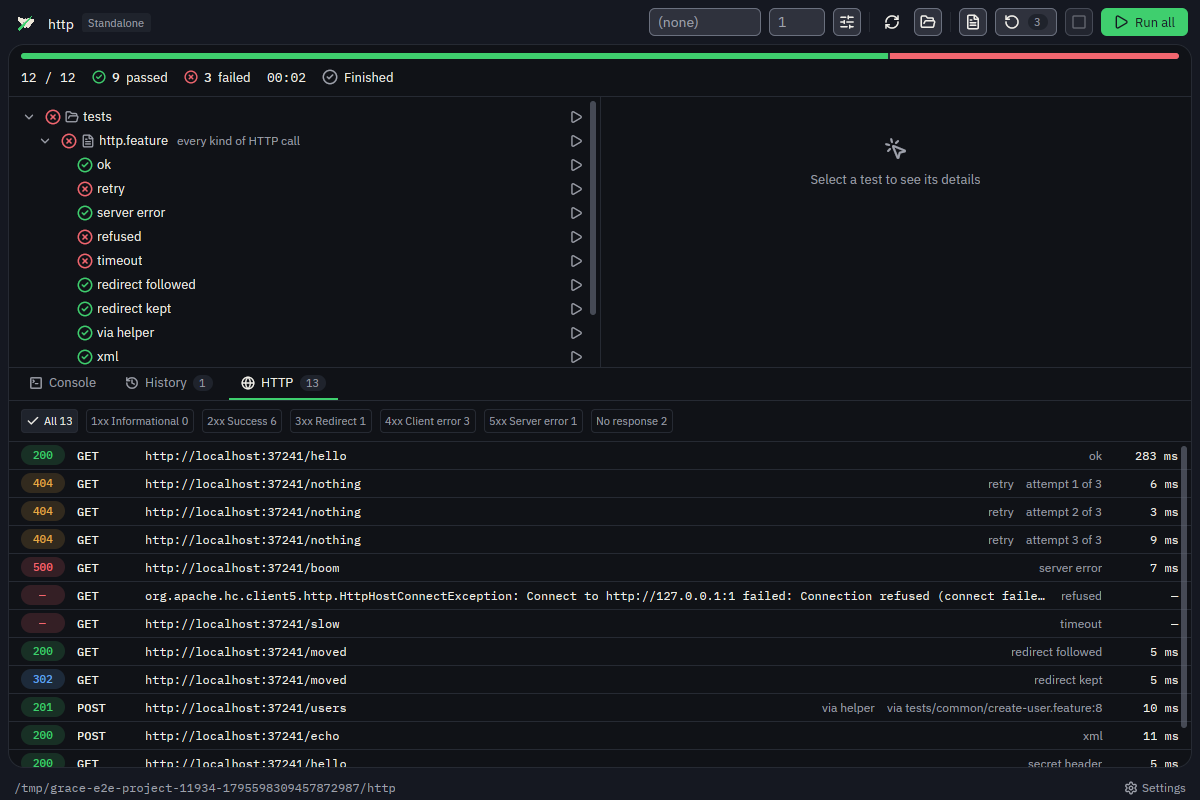 http Standalone (none) 1 3 Run all
12 / 12 9 passed 3 failed 00:02 Finished
tests
http.feature every kind of HTTP call
ok
retry
server error
refused
timeout
redirect followed
redirect kept
via helper
xml
Select a test to see its details
Console History 1 HTTP 13
All 13 1xx Informational 0 2xx Success 6 3xx Redirect 1 4xx Client error 3 5xx Server error 1 No response 2
200 GET http://localhost:37241/hello ok 283 ms
404 GET http://localhost:37241/nothing retry attempt 1 of 3 6 ms
404 GET http://localhost:37241/nothing retry attempt 2 of 3 3 ms
404 GET http://localhost:37241/nothing retry attempt 3 of 3 9 ms
500 GET http://localhost:37241/boom server error 7 ms
— GET org.apache.hc.client5.http.HttpHostConnectException: Connect to http://127.0.0.1:1 failed: Connection refused (connect faile… refused —
— GET http://localhost:37241/slow timeout —
200 GET http://localhost:37241/moved redirect followed 5 ms
302 GET http://localhost:37241/moved redirect kept 5 ms
201 POST http://localhost:37241/users via helper via tests/common/create-user.feature:8 10 ms
200 POST http://localhost:37241/echo xml 11 ms
200 GET http://localhost:37241/hello secret header 5 ms
/tmp/grace-e2e-project-11934-1795598309457872987/http Settings